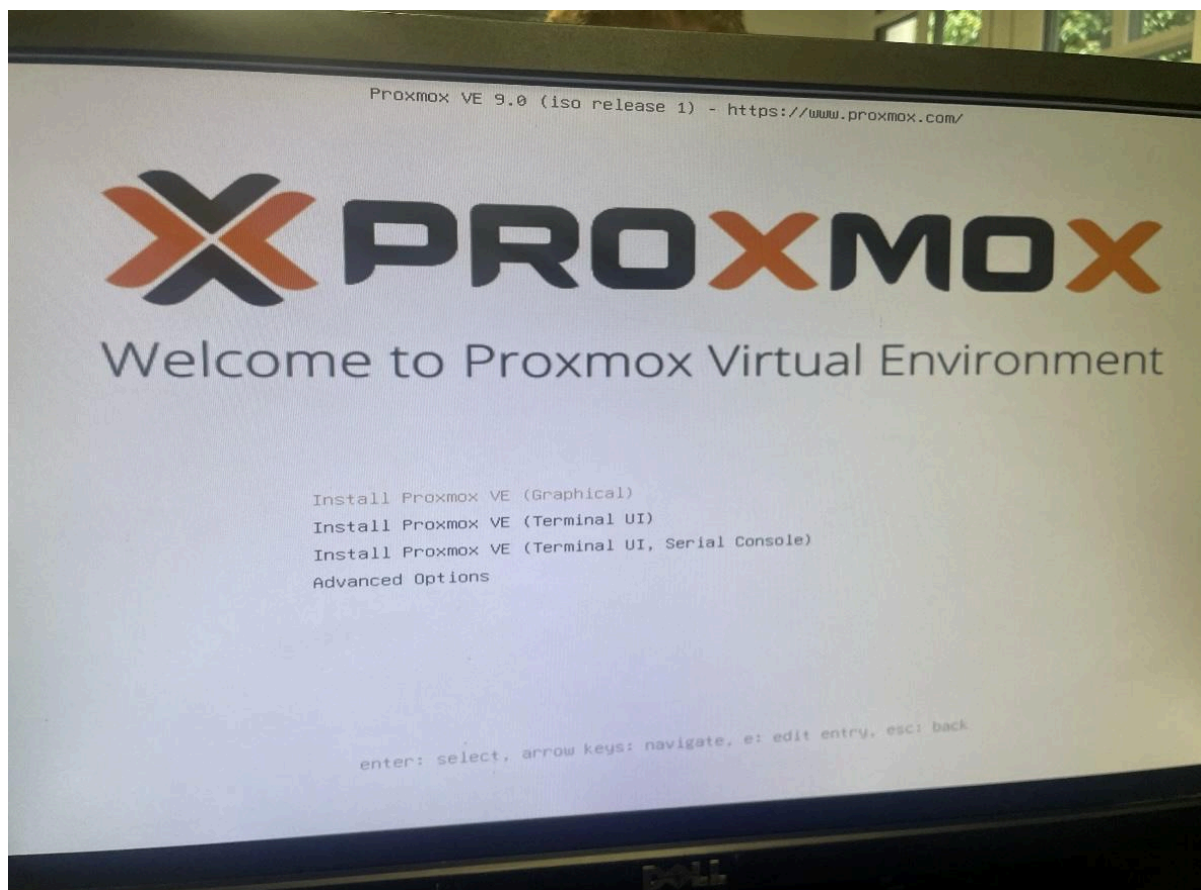 Proxmox VE 9.0 (iso release 1) - https://www.proxmox.com/
PROXMOX
Welcome to Proxmox Virtual Environment
Install Proxmox VE (Graphical)
Install Proxmox VE (Terminal UI)
Install Proxmox VE (Terminal UI, Serial Console)
Advanced Options
enter: select, arrow keys: navigate, e: edit entry, esc: back
DELL